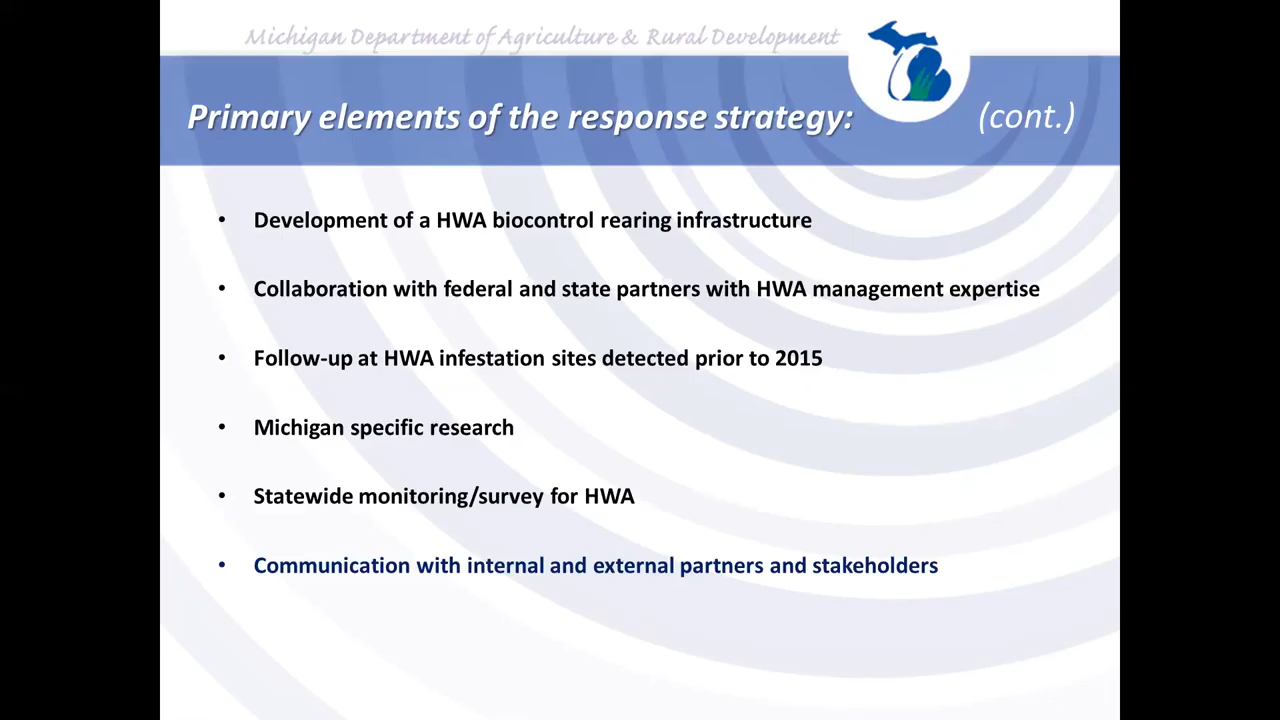 Michigan Department of Agriculture & Rural Development
Primary elements of the response strategy: (cont.)
• Development of a HWA biocontrol rearing infrastructure
• Collaboration with federal and state partners with HWA management expertise
• Follow-up at HWA infestation sites detected prior to 2015
• Michigan specific research
• Statewide monitoring/survey for HWA
• Communication with internal and external partners and stakeholders